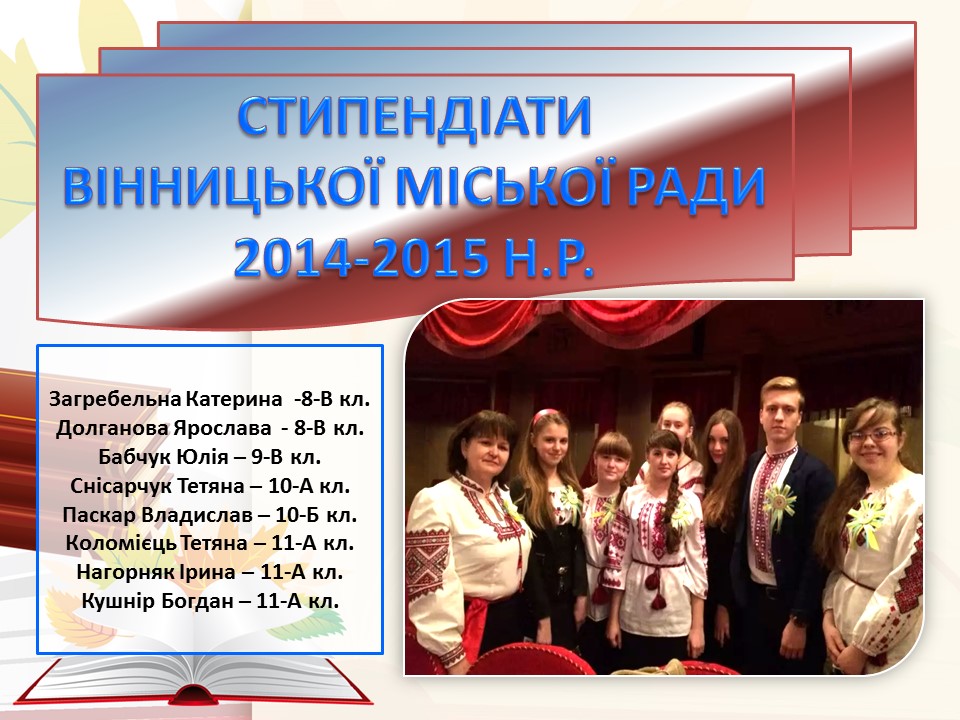 СТИПЕНДІАТИ
ВІННИЦЬКОЇ МІСЬКОЇ РАДИ
2014-2015 Н.Р.
Загребельна Катерина -8-В кл.
Долганова Ярослава - 8-В кл.
Бабчук Юлія – 9-В кл.
Снісарчук Тетяна – 10-А кл.
Паскар Владислав – 10-Б кл.
Коломієць Тетяна – 11-А кл.
Нагорняк Ірина – 11-А кл.
Кушнір Богдан – 11-А кл.